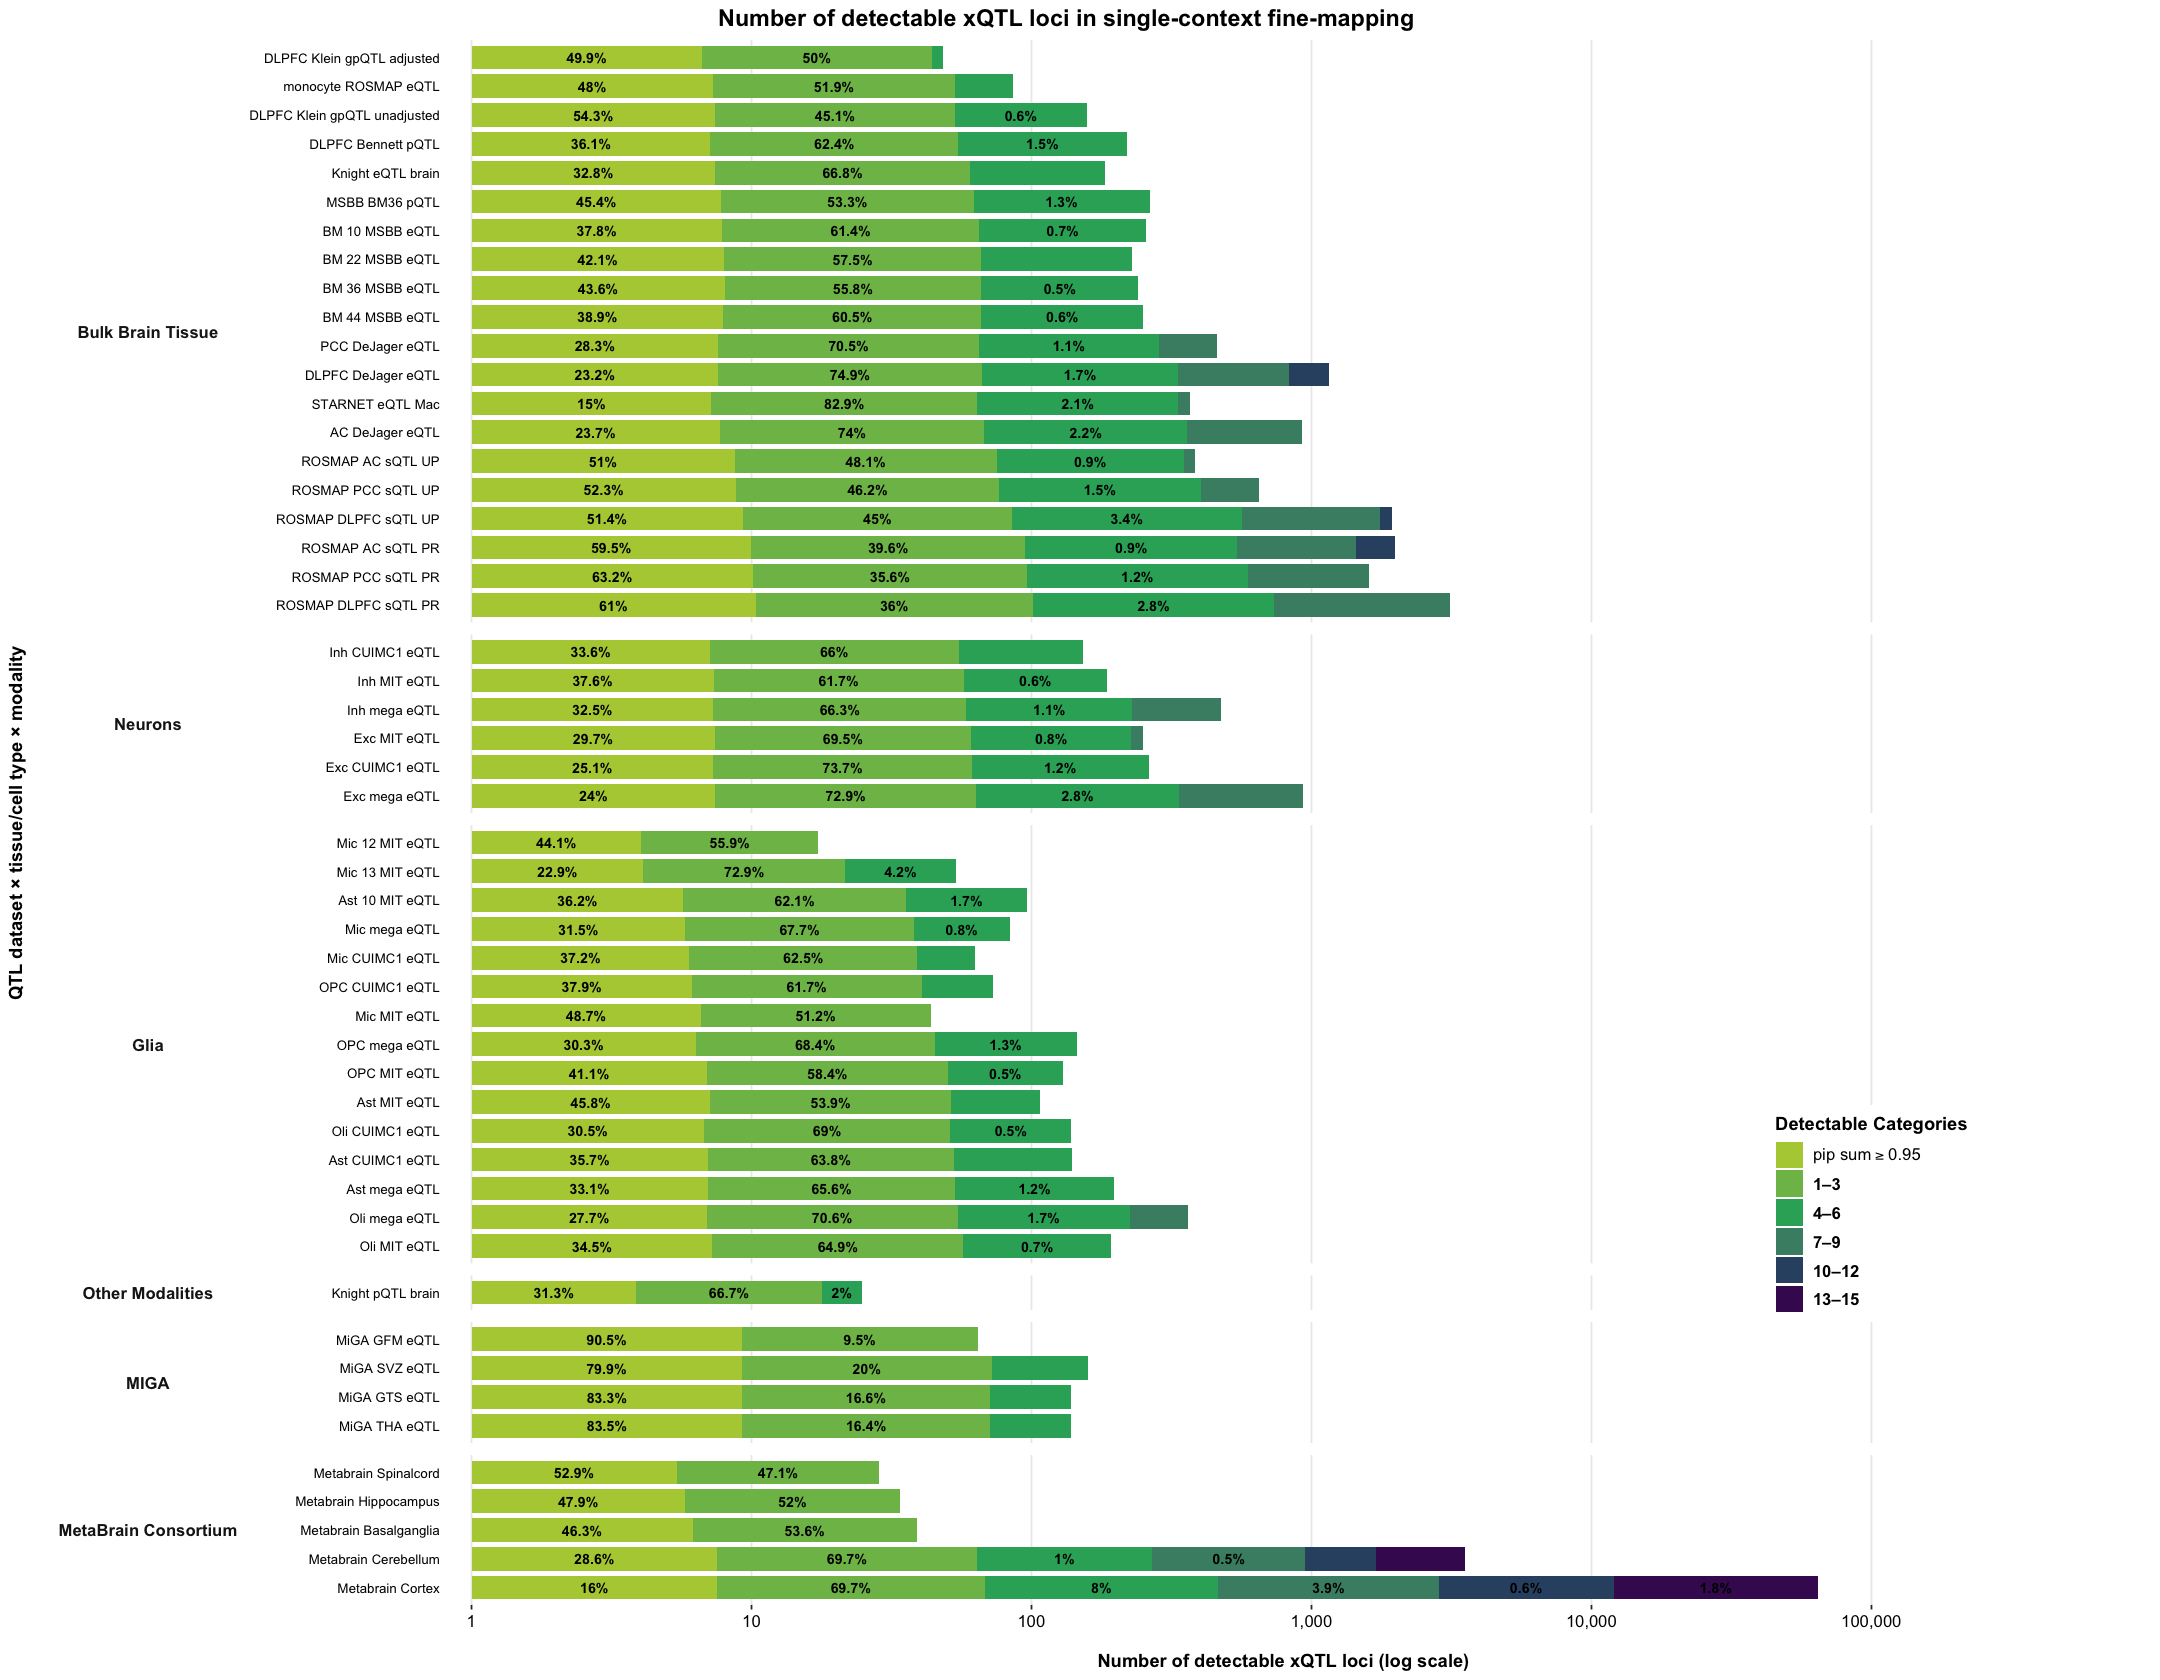 Number of detectable xQTL loci in single-context fine-mapping
QTL dataset × tissue/cell type × modality
Bulk Brain Tissue
DLPFC Klein gpQTL adjusted 49.9% 50%
monocyte ROSMAP eQTL 48% 51.9%
DLPFC Klein gpQTL unadjusted 54.3% 45.1% 0.6%
DLPFC Bennett pQTL 36.1% 62.4% 1.5%
Knight eQTL brain 32.8% 66.8%
MSBB BM36 pQTL 45.4% 53.3% 1.3%
BM 10 MSBB eQTL 37.8% 61.4% 0.7%
BM 22 MSBB eQTL 42.1% 57.5%
BM 36 MSBB eQTL 43.6% 55.8% 0.5%
BM 44 MSBB eQTL 38.9% 60.5% 0.6%
PCC DeJager eQTL 28.3% 70.5% 1.1%
DLPFC DeJager eQTL 23.2% 74.9% 1.7%
STARNET eQTL Mac 15% 82.9% 2.1%
AC DeJager eQTL 23.7% 74% 2.2%
ROSMAP AC sQTL UP 51% 48.1% 0.9%
ROSMAP PCC sQTL UP 52.3% 46.2% 1.5%
ROSMAP DLPFC sQTL UP 51.4% 45% 3.4%
ROSMAP AC sQTL PR 59.5% 39.6% 0.9%
ROSMAP PCC sQTL PR 63.2% 35.6% 1.2%
ROSMAP DLPFC sQTL PR 61% 36% 2.8%
Neurons
Inh CUIMC1 eQTL 33.6% 66%
Inh MIT eQTL 37.6% 61.7% 0.6%
Inh mega eQTL 32.5% 66.3% 1.1%
Exc MIT eQTL 29.7% 69.5% 0.8%
Exc CUIMC1 eQTL 25.1% 73.7% 1.2%
Exc mega eQTL 24% 72.9% 2.8%
Glia
Mic 12 MIT eQTL 44.1% 55.9%
Mic 13 MIT eQTL 22.9% 72.9% 4.2%
Ast 10 MIT eQTL 36.2% 62.1% 1.7%
Mic mega eQTL 31.5% 67.7% 0.8%
Mic CUIMC1 eQTL 37.2% 62.5%
OPC CUIMC1 eQTL 37.9% 61.7%
Mic MIT eQTL 48.7% 51.2%
OPC mega eQTL 30.3% 68.4% 1.3%
OPC MIT eQTL 41.1% 58.4% 0.5%
Ast MIT eQTL 45.8% 53.9%
Oli CUIMC1 eQTL 30.5% 69% 0.5%
Ast CUIMC1 eQTL 35.7% 63.8%
Ast mega eQTL 33.1% 65.6% 1.2%
Oli mega eQTL 27.7% 70.6% 1.7%
Oli MIT eQTL 34.5% 64.9% 0.7%
Other Modalities
Knight pQTL brain 31.3% 66.7% 2%
MIGA
MiGA GFM eQTL 90.5% 9.5%
MiGA SVZ eQTL 79.9% 20%
MiGA GTS eQTL 83.3% 16.6%
MiGA THA eQTL 83.5% 16.4%
MetaBrain Consortium
Metabrain Spinalcord 52.9% 47.1%
Metabrain Hippocampus 47.9% 52%
Metabrain Basalganglia 46.3% 53.6%
Metabrain Cerebellum 28.6% 69.7% 1% 0.5%
Metabrain Cortex 16% 69.7% 8% 3.9% 0.6% 1.8%
1 10 100 1,000 10,000 100,000
Number of detectable xQTL loci (log scale)
Detectable Categories
pip sum ≥ 0.95
1–3
4–6
7–9
10–12
13–15